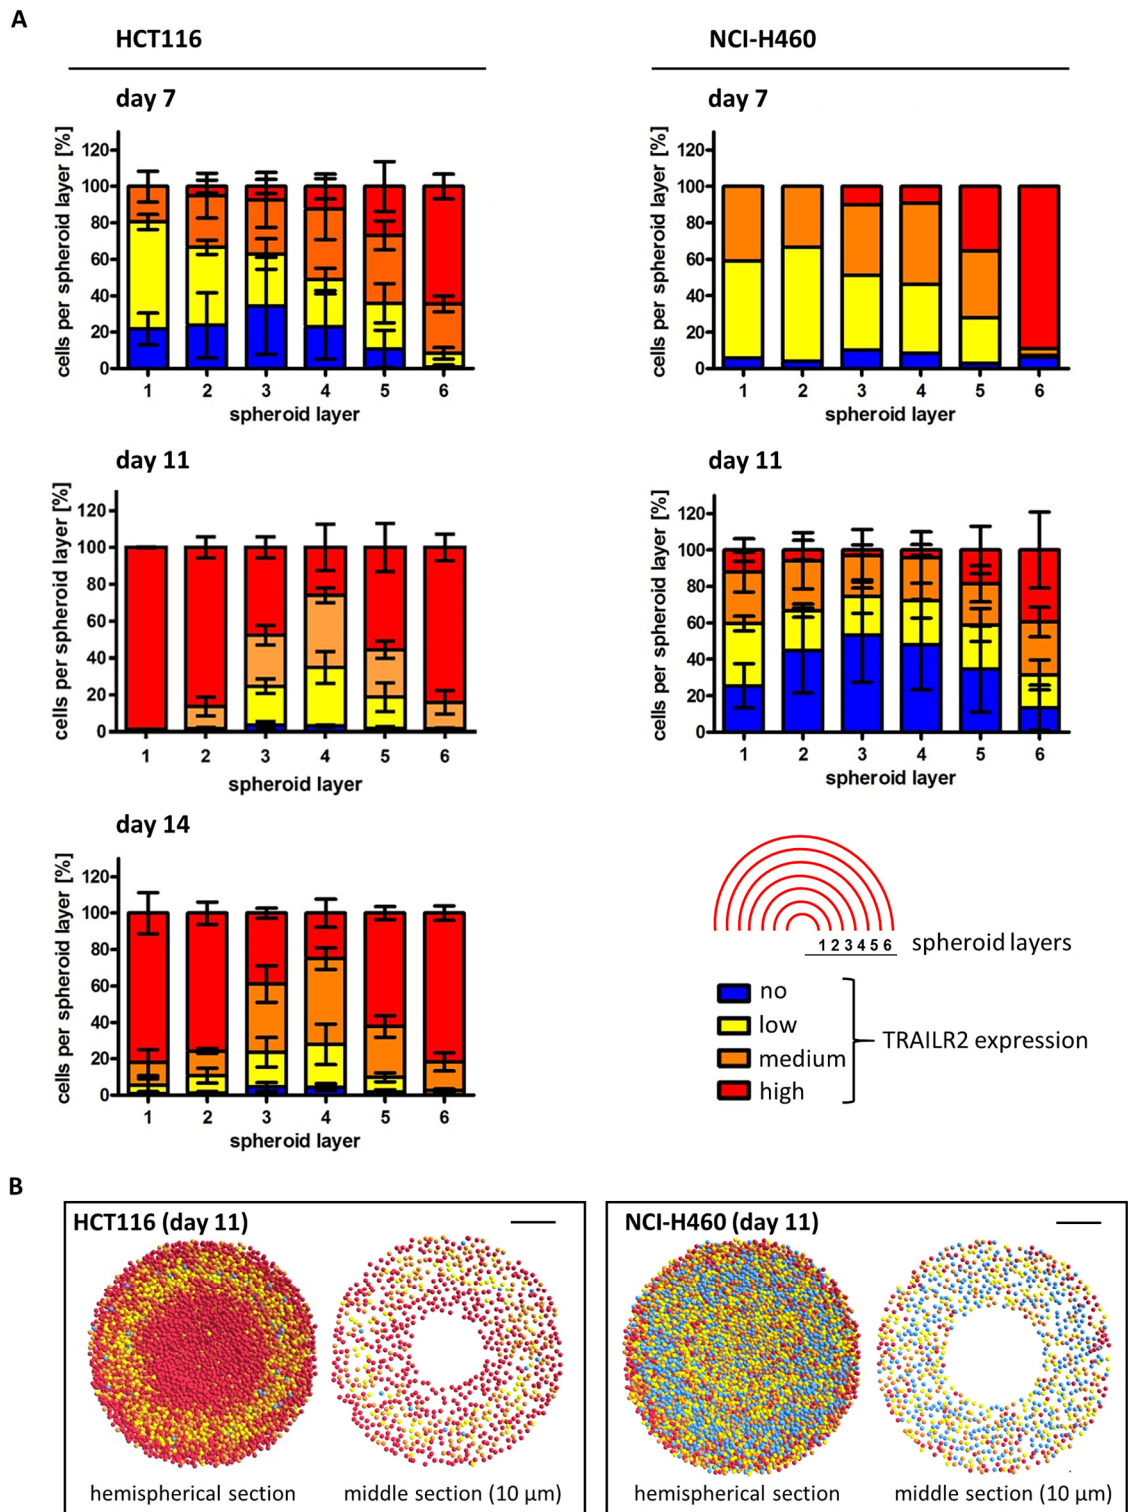 A
HCT116
NCI-H460
day 7
day 7
cells per spheroid layer [%]
120
100
80
60
40
20
0
1 2 3 4 5 6
spheroid layer
cells per spheroid layer [%]
120
100
80
60
40
20
0
1 2 3 4 5 6
spheroid layer
day 11
day 11
cells per spheroid layer [%]
120
100
80
60
40
20
0
1 2 3 4 5 6
spheroid layer
cells per spheroid layer [%]
120
100
80
60
40
20
0
1 2 3 4 5 6
spheroid layer
day 14
cells per spheroid layer [%]
120
100
80
60
40
20
0
1 2 3 4 5 6
spheroid layer
1 2 3 4 5 6 spheroid layers
no
low
medium
high
TRAILR2 expression
B
HCT116 (day 11)
hemispherical section
middle section (10 µm)
NCI-H460 (day 11)
hemispherical section
middle section (10 µm)